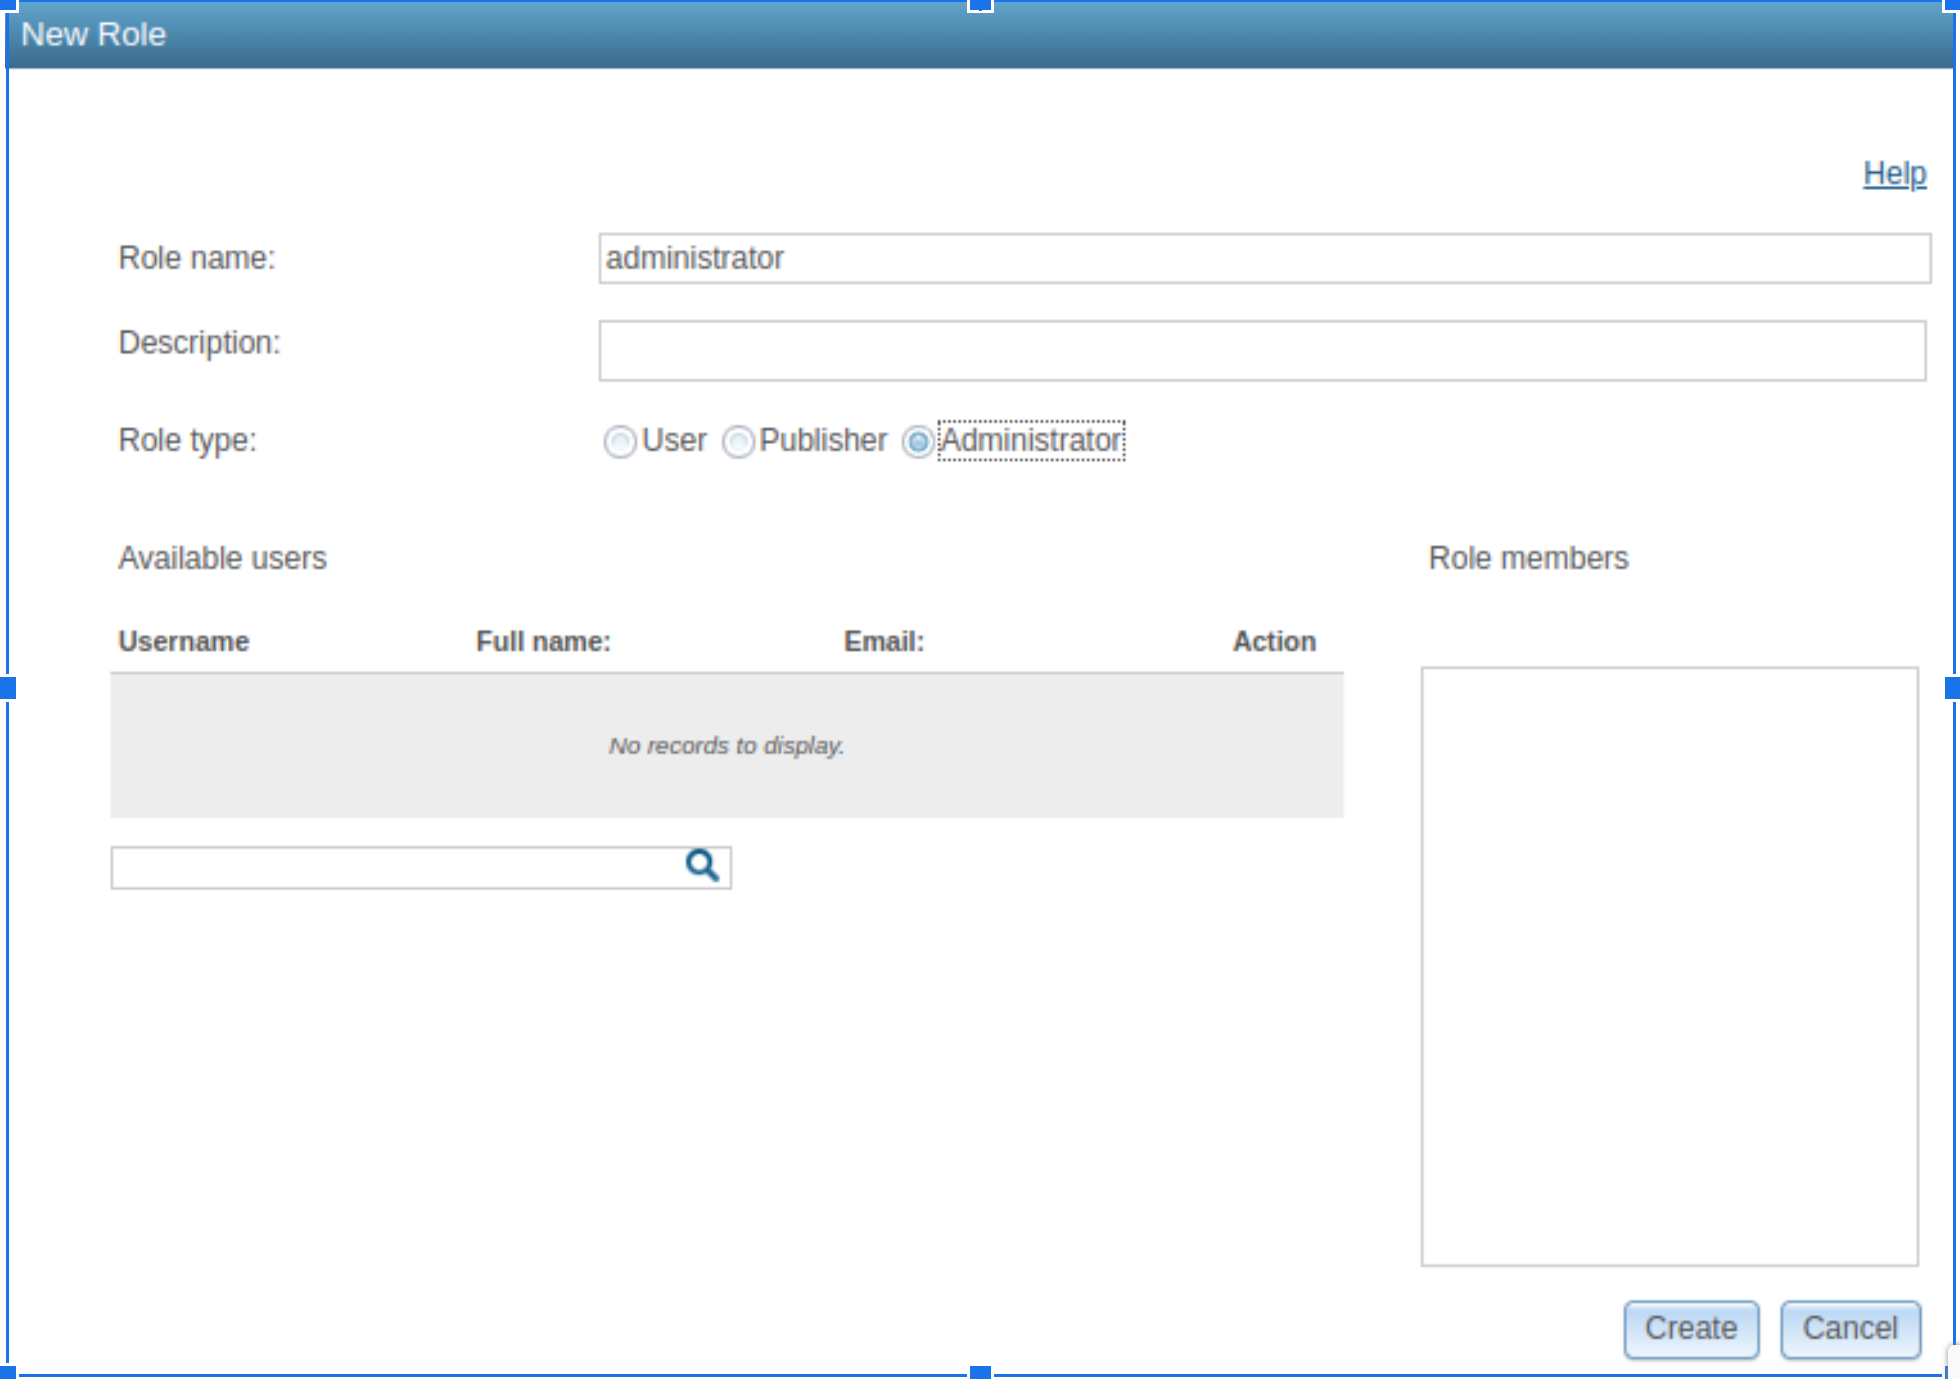 New Role
Help
Role name: administrator
Description:
Role type: User Publisher Administrator
Available users Role members
Username Full name: Email: Action
No records to display.
Create Cancel